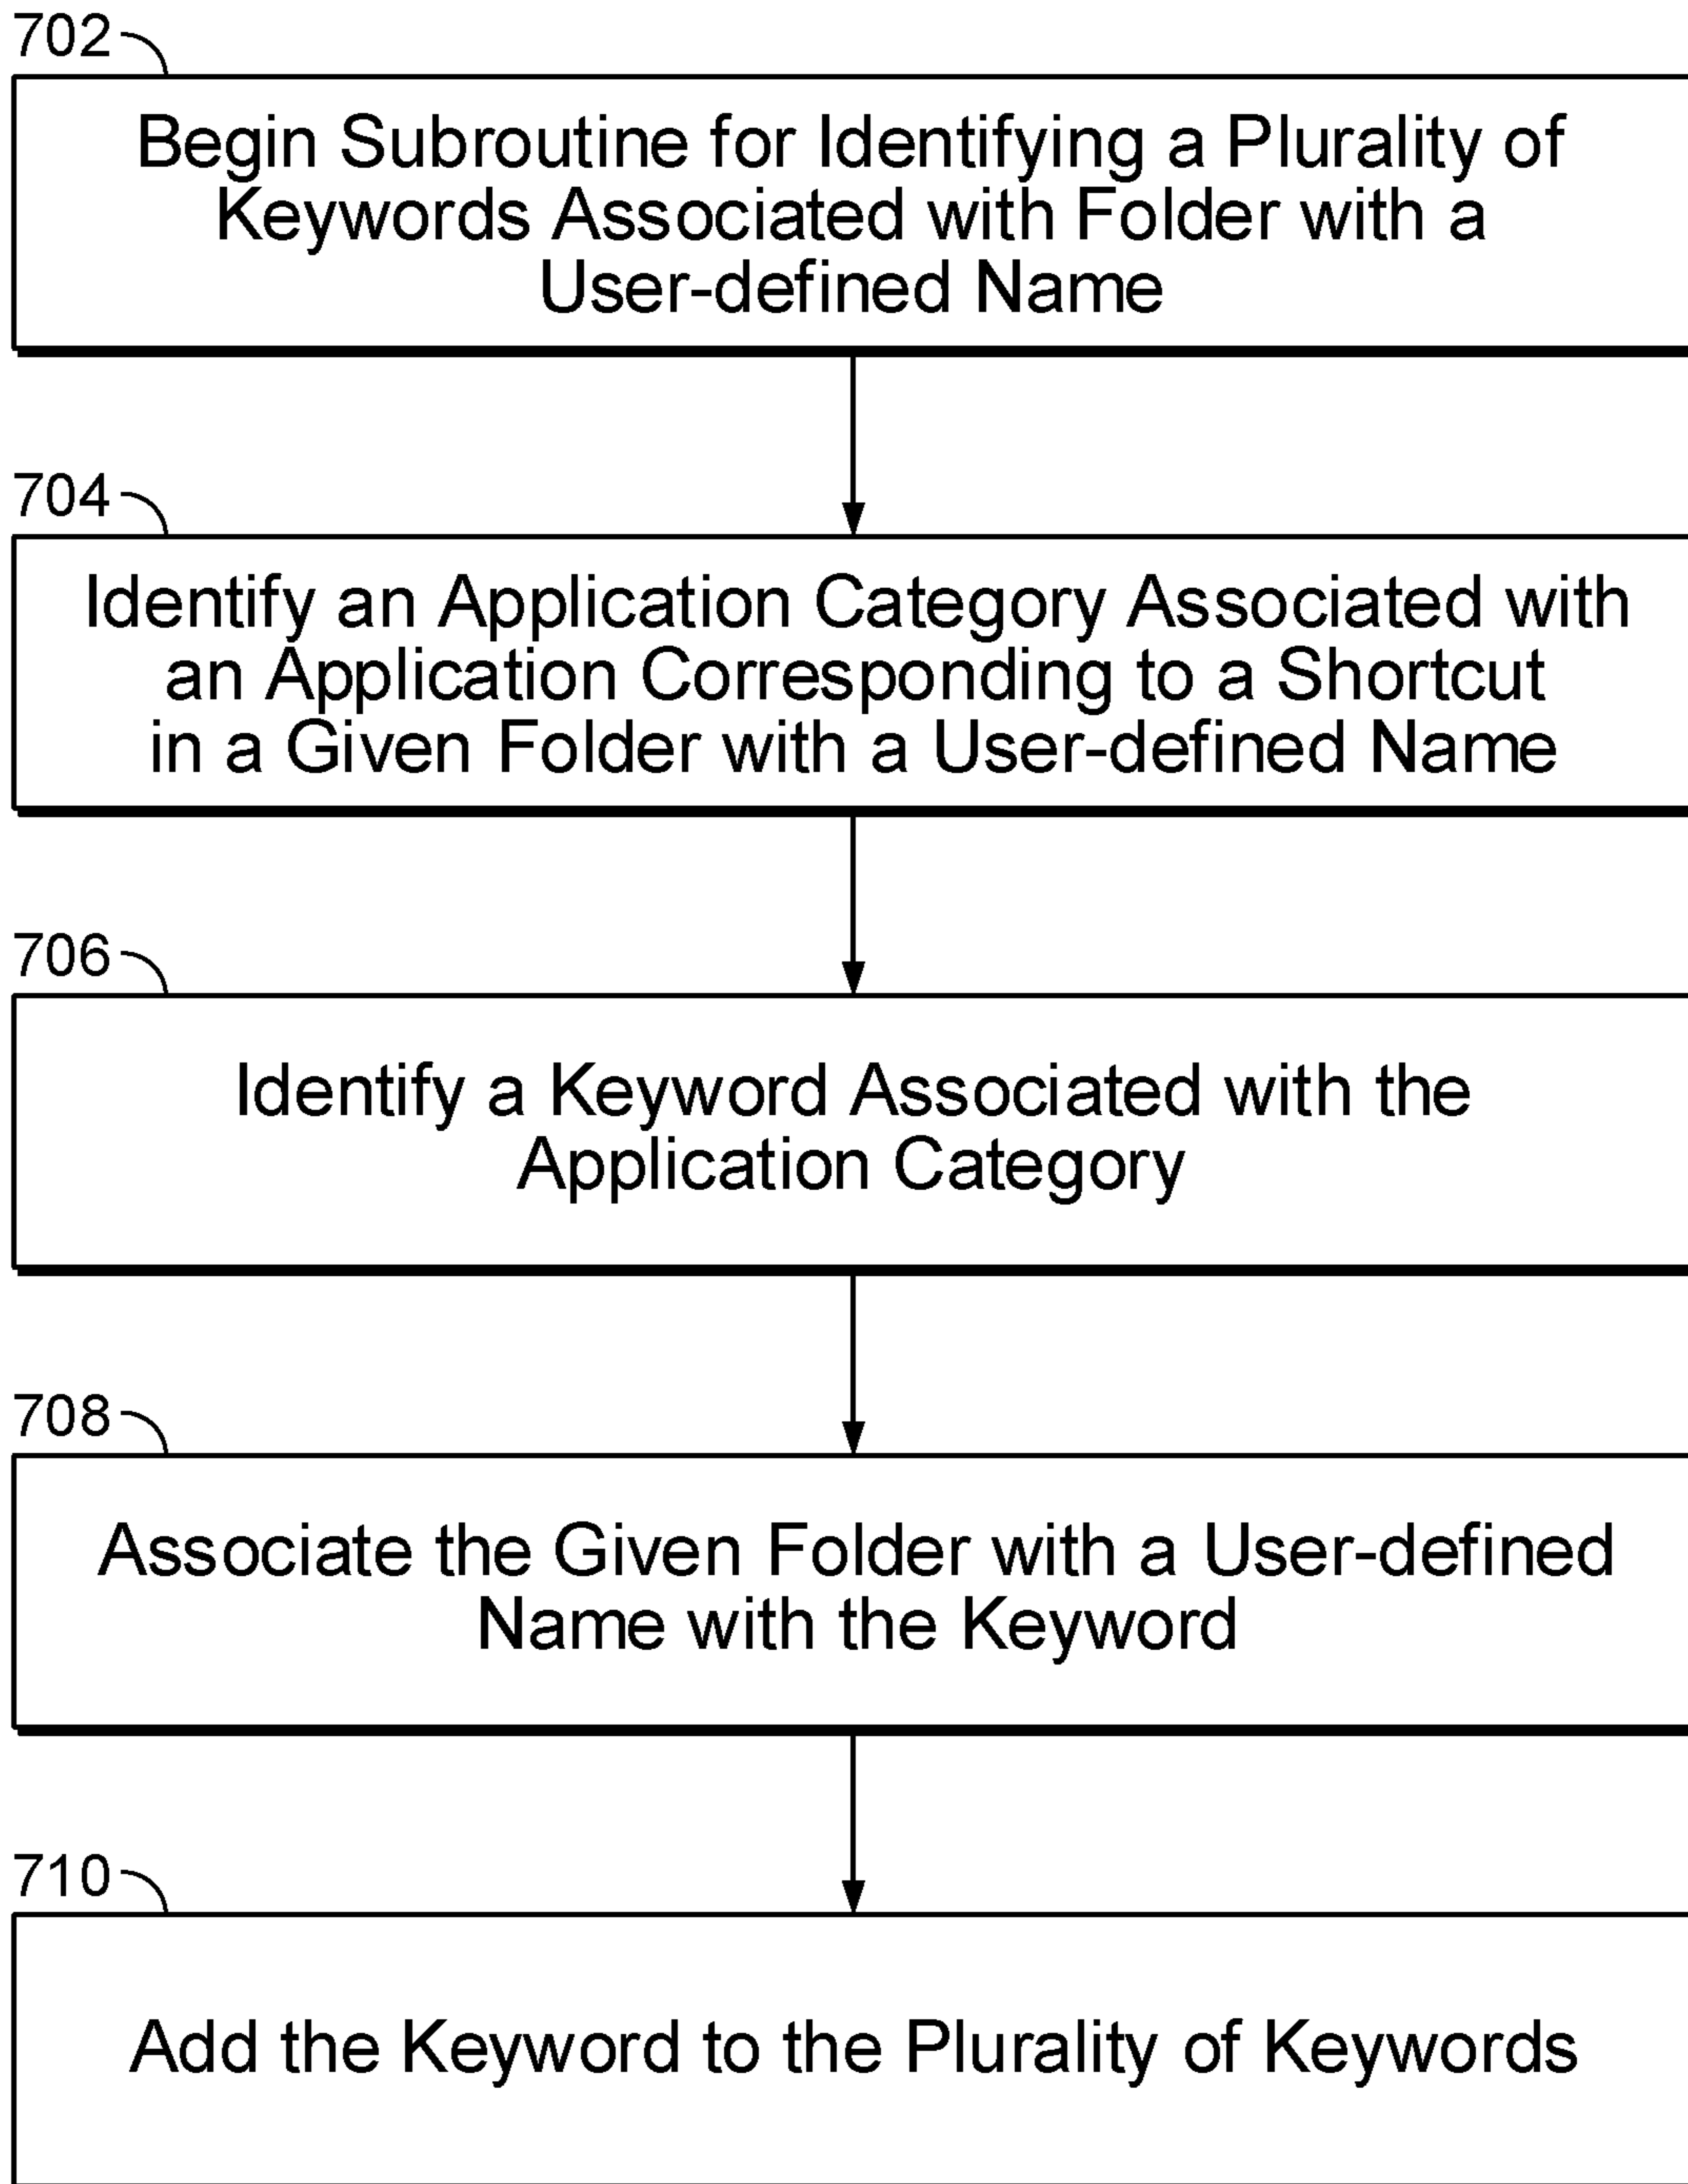 702
Begin Subroutine for Identifying a Plurality of
Keywords Associated with Folder with a
User-defined Name
704
Identify an Application Category Associated with
an Application Corresponding to a Shortcut
in a Given Folder with a User-defined Name
706
Identify a Keyword Associated with the
Application Category
708
Associate the Given Folder with a User-defined
Name with the Keyword
710
Add the Keyword to the Plurality of Keywords